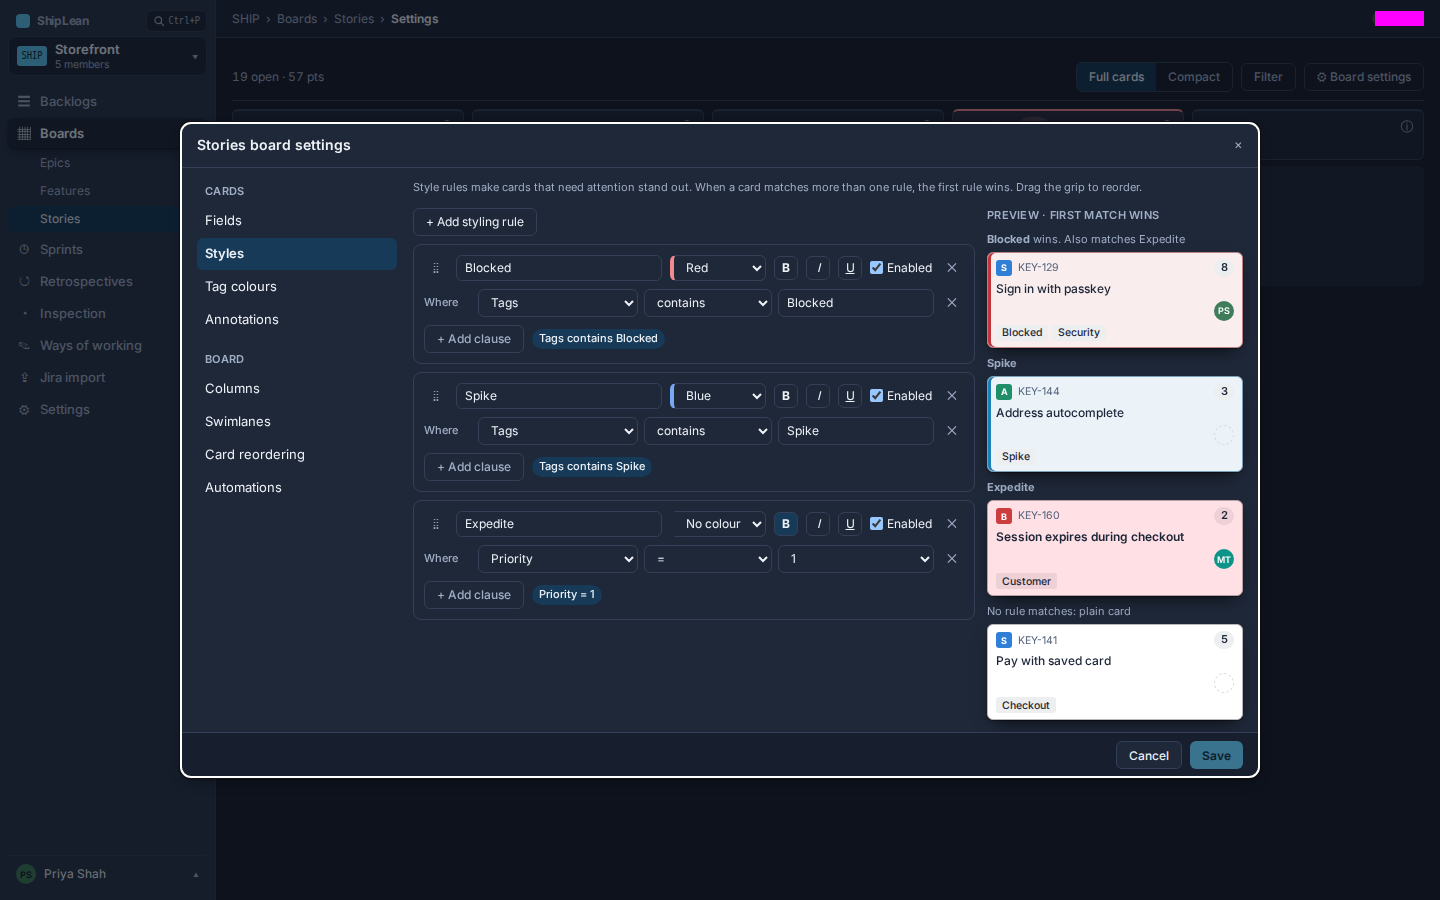 ShipLean
Ctrl+P
SHIP › Boards › Stories › Settings
SHIP
Storefront
5 members
19 open · 57 pts
Full cards
Compact
Filter
Board settings
Backlogs
Boards
Epics
Features
Stories
Sprints
Retrospectives
Inspection
Ways of working
Jira import
Settings
PS
Priya Shah
Stories board settings
CARDS
Fields
Styles
Tag colours
Annotations
BOARD
Columns
Swimlanes
Card reordering
Automations
Style rules make cards that need attention stand out. When a card matches more than one rule, the first rule wins. Drag the grip to reorder.
+ Add styling rule
Blocked
Red
B
I
U
Enabled
Where
Tags
contains
Blocked
+ Add clause
Tags contains Blocked
Spike
Blue
B
I
U
Enabled
Where
Tags
contains
Spike
+ Add clause
Tags contains Spike
Expedite
No colour
B
I
U
Enabled
Where
Priority
=
1
+ Add clause
Priority = 1
PREVIEW · FIRST MATCH WINS
Blocked wins. Also matches Expedite
S
KEY-129
8
Sign in with passkey
PS
Blocked
Security
Spike
A
KEY-144
3
Address autocomplete
Spike
Expedite
B
KEY-160
2
Session expires during checkout
MT
Customer
No rule matches: plain card
S
KEY-141
5
Pay with saved card
Checkout
Cancel
Save